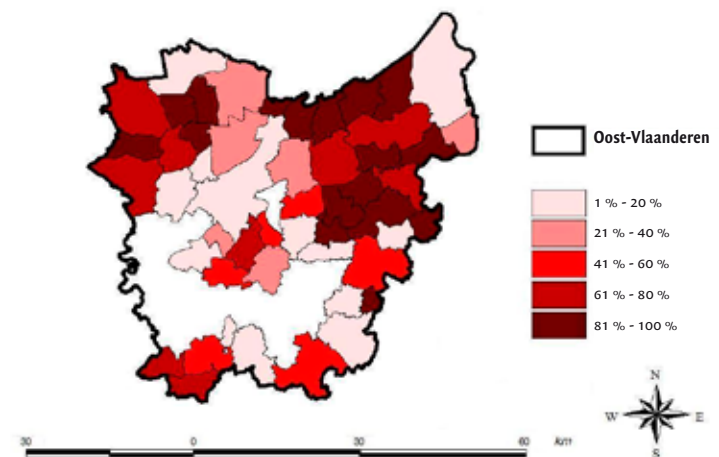 Oost-Vlaanderen
1 % - 20 %
21 % - 40 %
41 % - 60 %
61 % - 80 %
81 % - 100 %
N
W E
S
30 0 30 60 km